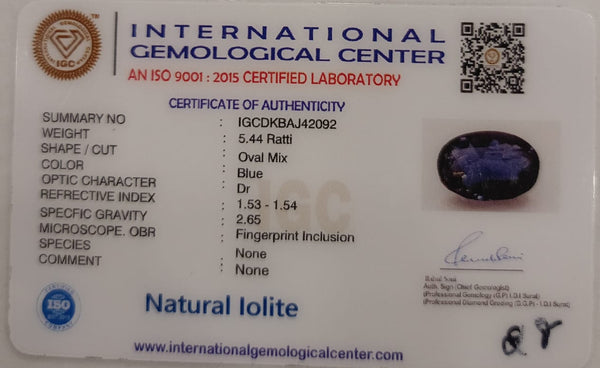 INTERNATIONAL
GEMOLOGICAL CENTER
AN ISO 9001 : 2015 CERTIFIED LABORATORY
CERTIFICATE OF AUTHENTICITY
SUMMARY NO : IGCDKBAJ42092
WEIGHT : 5.44 Ratti
SHAPE / CUT : Oval Mix
COLOR : Blue
OPTIC CHARACTER : Dr
REFRACTIVE INDEX : 1.53 - 1.54
SPECFIC GRAVITY : 2.65
MICROSCOPE. OBR : Fingerprint Inclusion
SPECIES : None
COMMENT : None
IGC
IGC
Auth. Sign (Chief Gemologist)
(Professional Gemology (G.P) I.D.I Surat)
(Professional Diamond Grading (D.G.P) - I.D.I Surat)
ISO
Natural Iolite
www.internationalgemologicalcenter.com